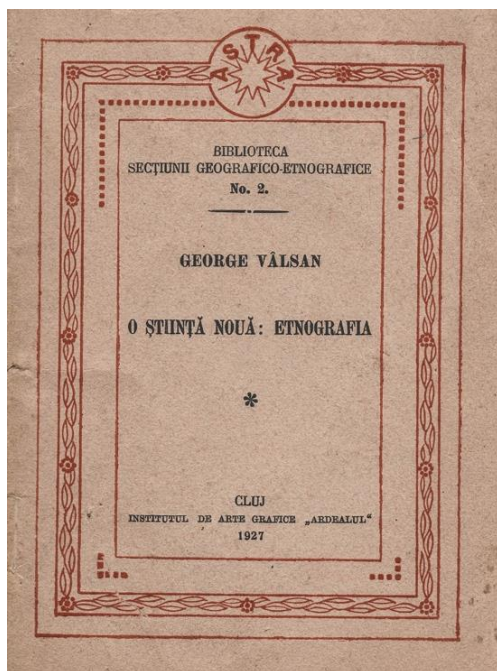 ASTRA
BIBLIOTECA
SECȚIUNII GEOGRAFICO-ETNOGRAFICE
No. 2.
GEORGE VÂLSAN
O ȘTIINȚĂ NOUĂ: ETNOGRAFIA
*
CLUJ
INSTITUTUL DE ARTE GRAFICE „ARDEALUL“
1927